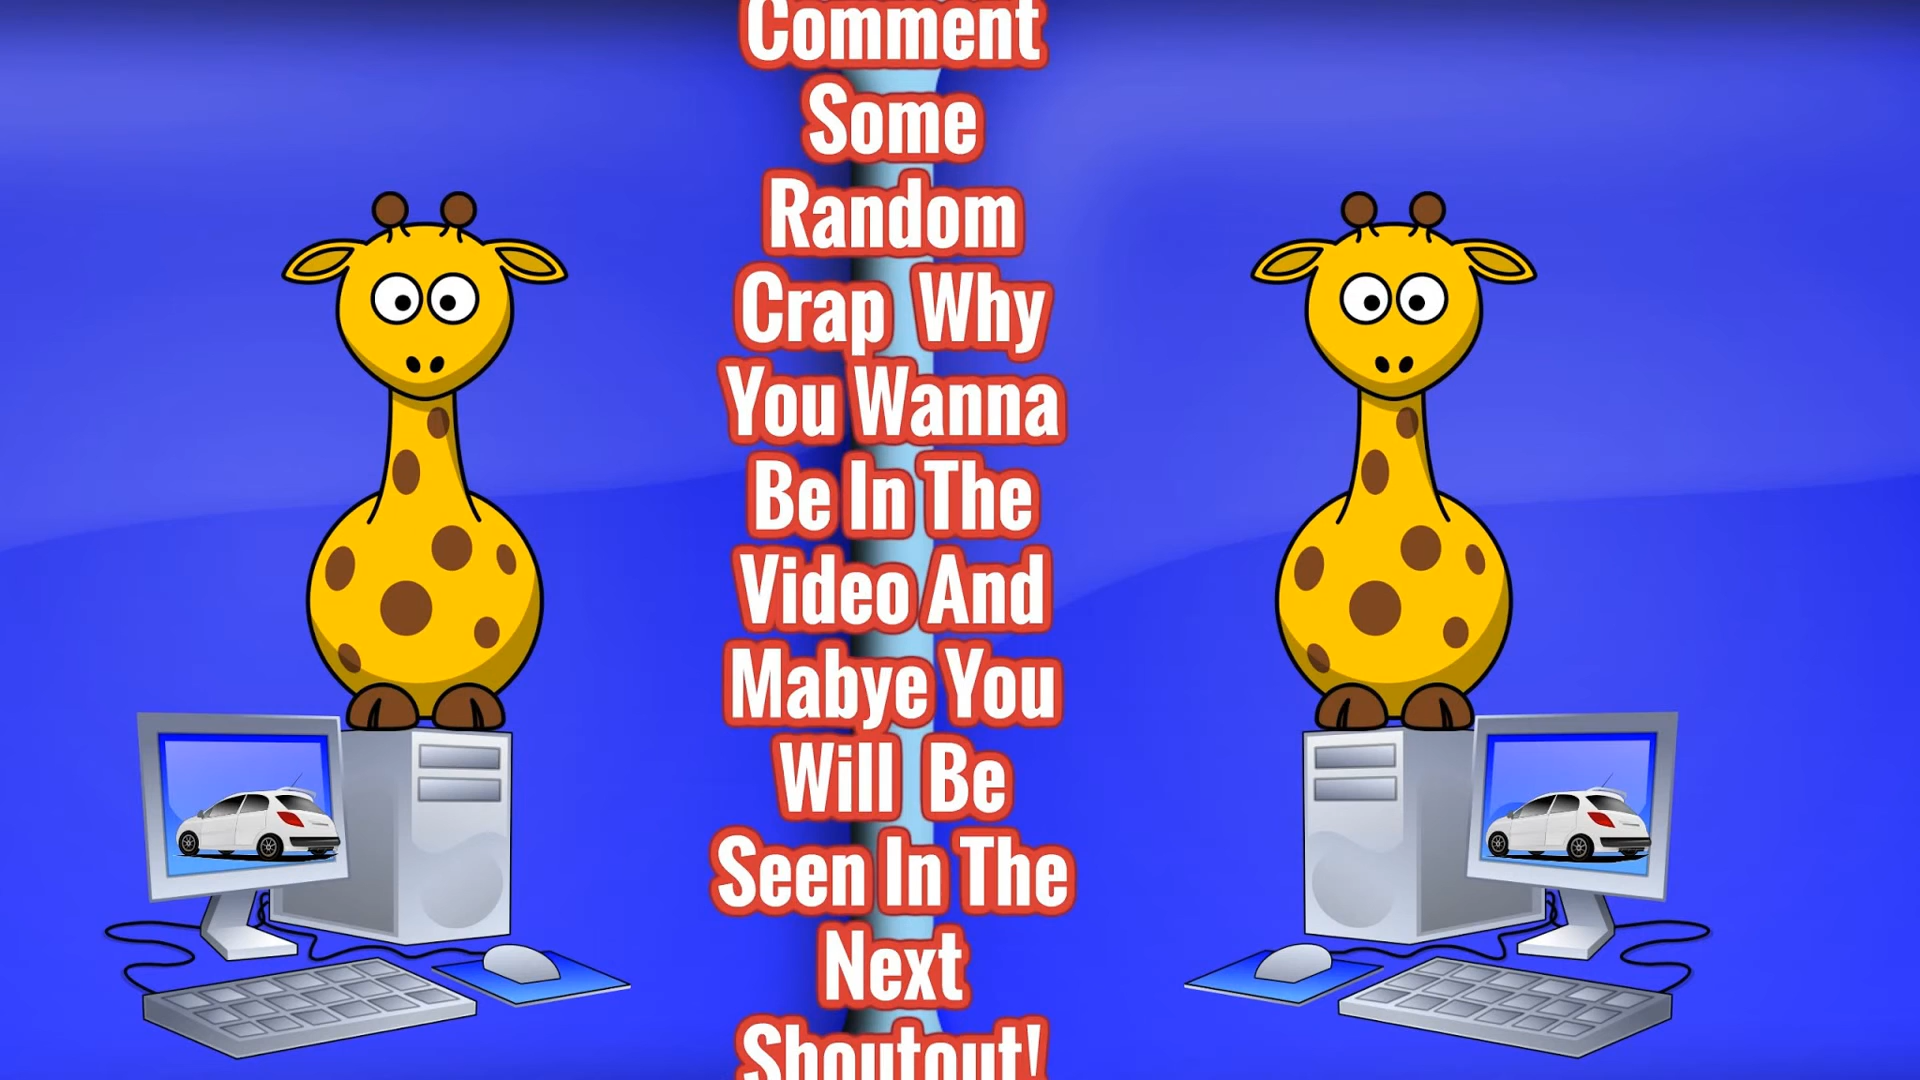 Comment
Some
Random
Crap Why
You Wanna
Be In The
Video And
Mabye You
Will Be
Seen In The
Next
Shoutout!